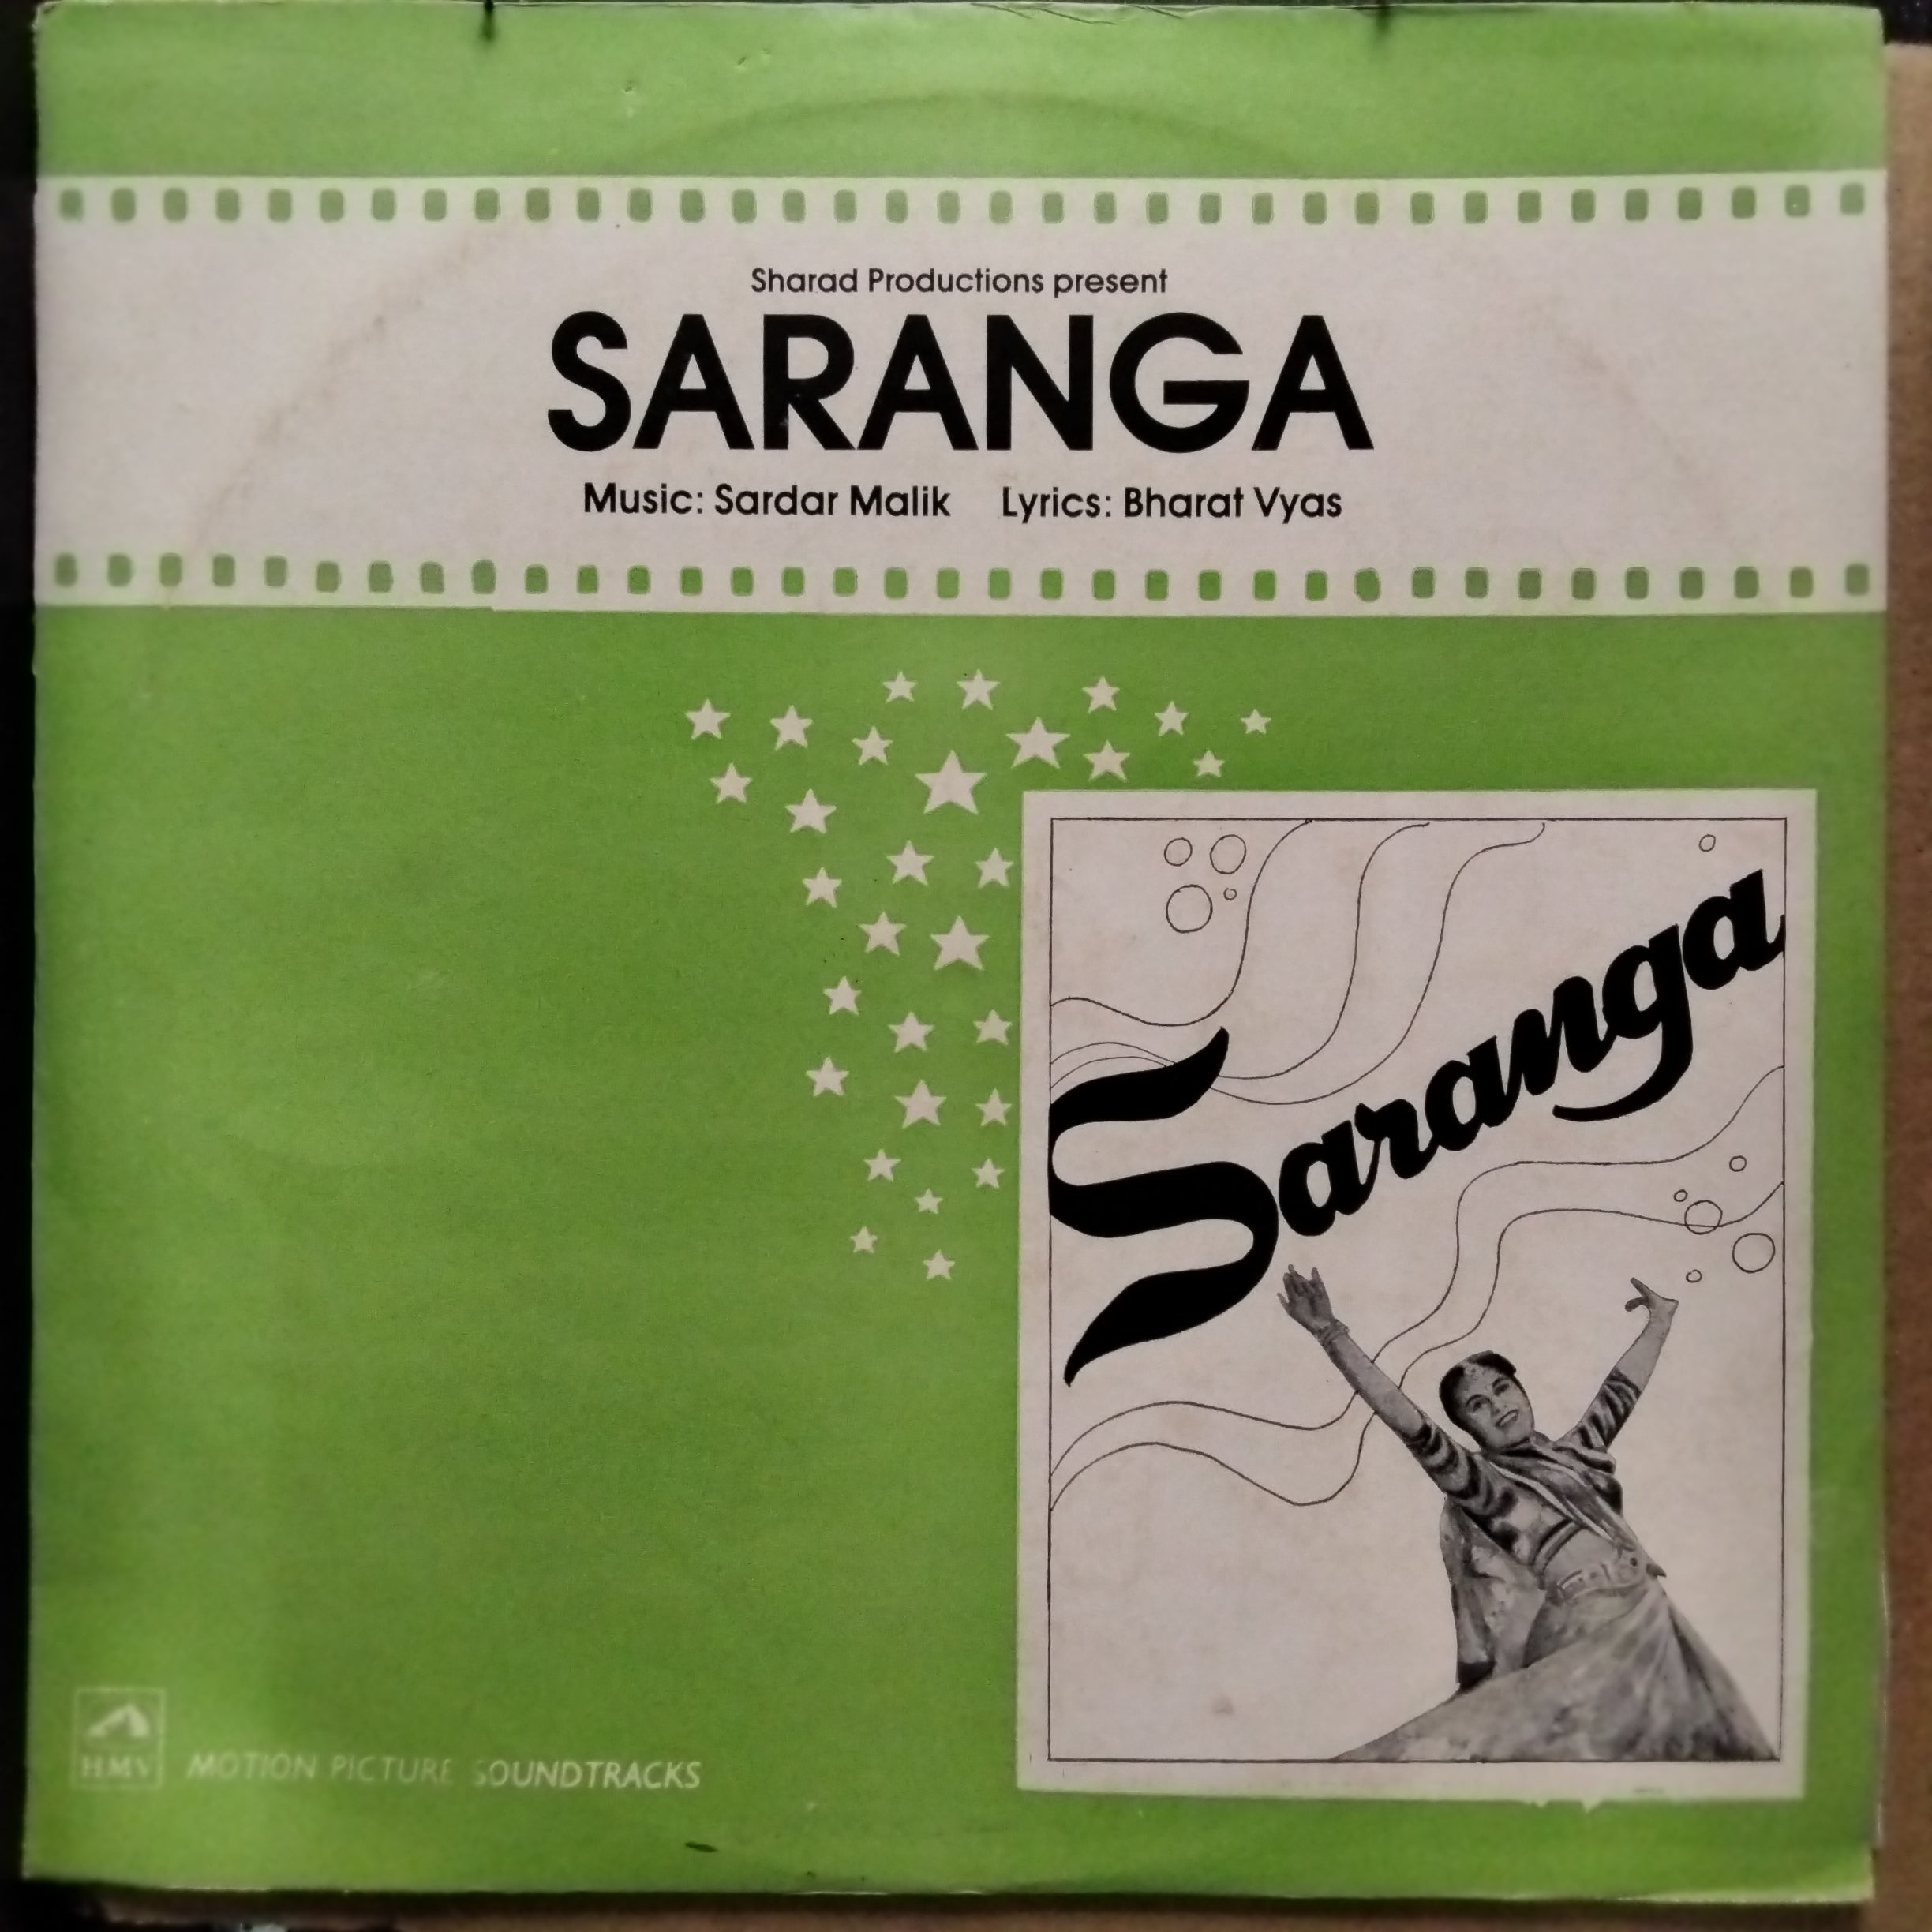 Sharad Productions present
SARANGA
Music: Sardar Malik Lyrics: Bharat Vyas
Saranga
HMV
MOTION PICTURE SOUNDTRACKS